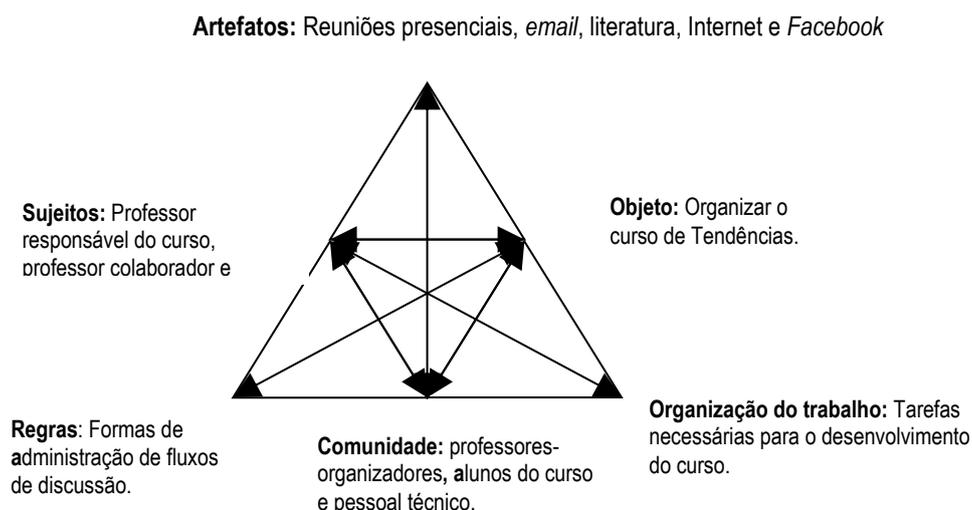 Artefatos: Reuniões presenciais, email, literatura, Internet e Facebook
Sujeitos: Professor
responsável do curso,
professor colaborador e
Objeto: Organizar o
curso de Tendências.
Regras: Formas de
administração de fluxos
de discussão.
Comunidade: professores-
organizadores, alunos do curso
e pessoal técnico.
Organização do trabalho: Tarefas
necessárias para o desenvolvimento
do curso.